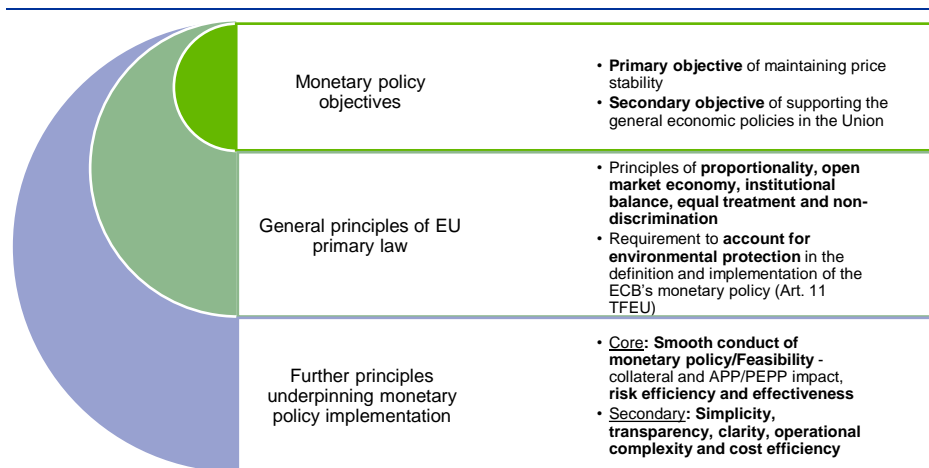 Monetary policy
objectives
• Primary objective of maintaining price
stability
• Secondary objective of supporting the
general economic policies in the Union
General principles of EU
primary law
• Principles of proportionality, open
market economy, institutional
balance, equal treatment and non-
discrimination
• Requirement to account for
environmental protection in the
definition and implementation of the
ECB's monetary policy (Art. 11
TFEU)
Further principles
underpinning monetary
policy implementation
• Core: Smooth conduct of
monetary policy/Feasibility -
collateral and APP/PEPP impact,
risk efficiency and effectiveness
• Secondary: Simplicity,
transparency, clarity, operational
complexity and cost efficiency